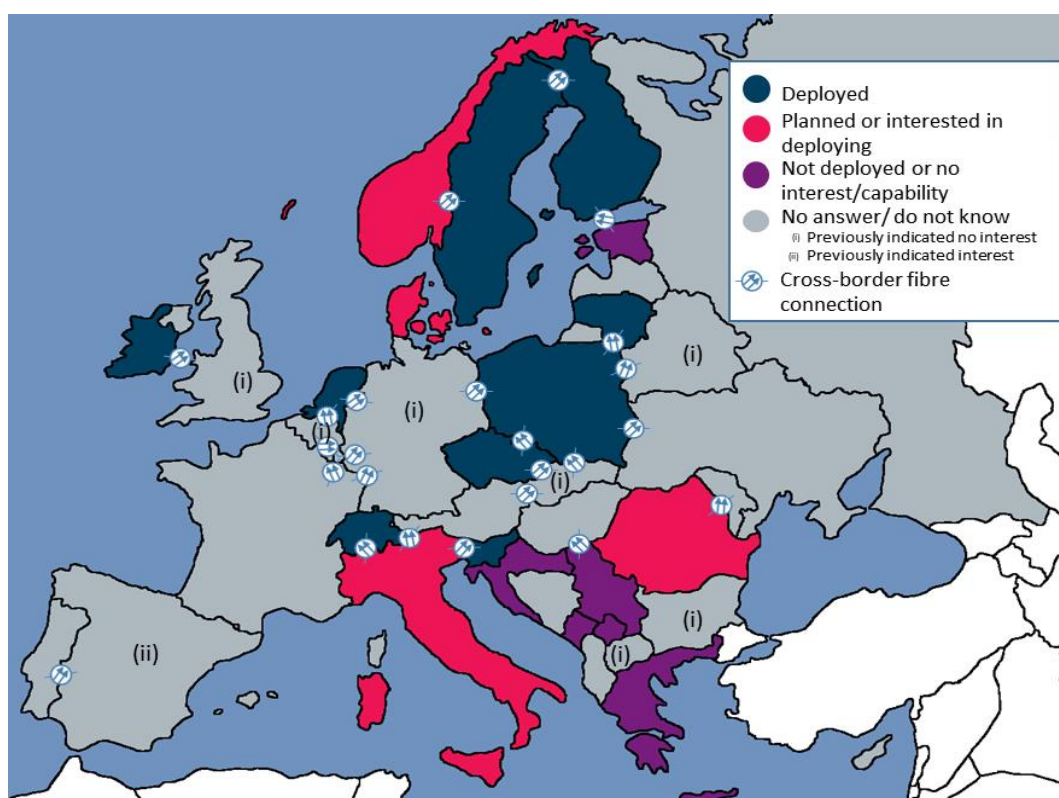 Deployed
Planned or interested in
deploying
Not deployed or no
interest/capability
No answer/ do not know
(i) Previously indicated no interest
(ii) Previously indicated interest
Cross-border fibre
connection
(i)
(i)
(i)
(i)
(i)
(i)
(i)
(ii)